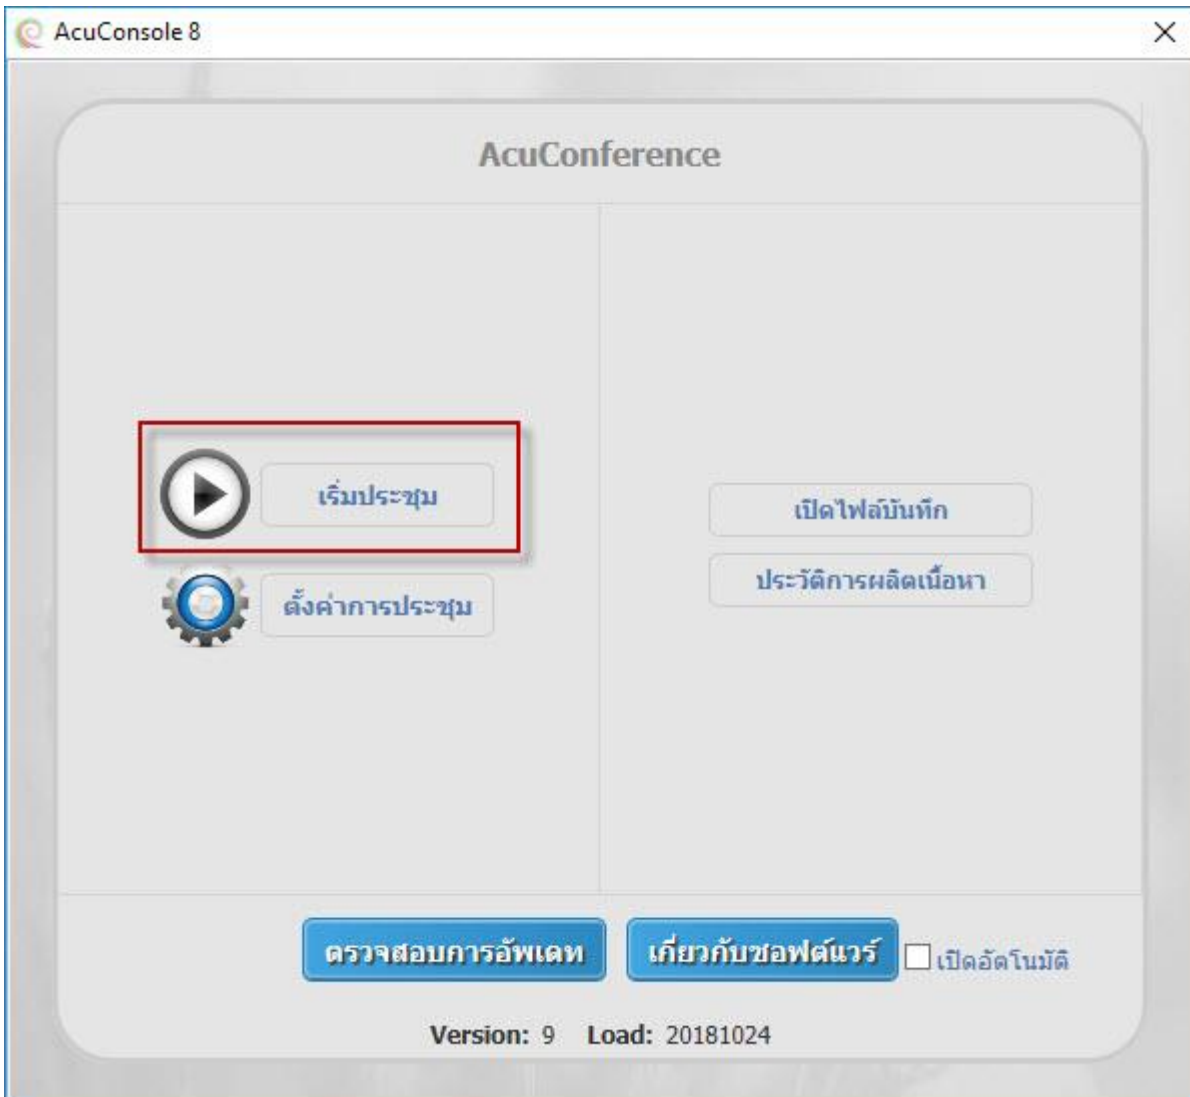 AcuConsole 8
AcuConference
เริ่มประชุม
ตั้งค่าการประชุม
เปิดไฟล์บันทึก
ประวัติการผลิตเนื้อหา
ตรวจสอบการอัพเดท
เกี่ยวกับซอฟต์แวร์
เปิดอัตโนมัติ
Version: 9 Load: 20181024